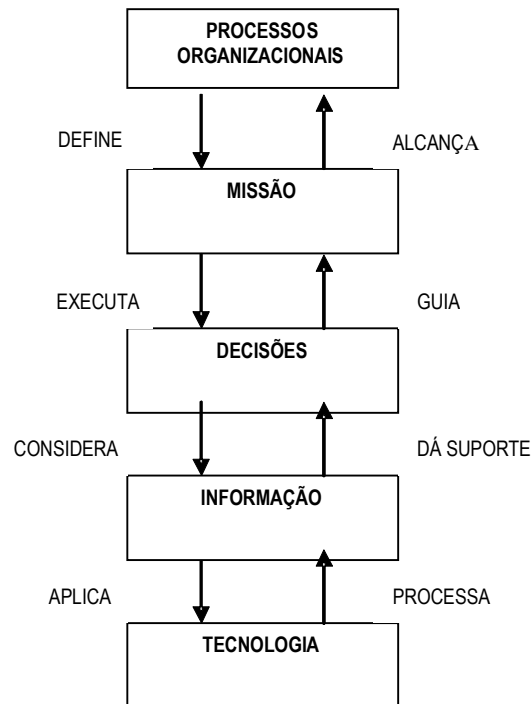 PROCESSOS
ORGANIZACIONAIS
DEFINE
ALCANÇA
MISSÃO
EXECUTA
GUIA
DECISÕES
CONSIDERA
DÁ SUPORTE
INFORMAÇÃO
APLICA
PROCESSA
TECNOLOGIA